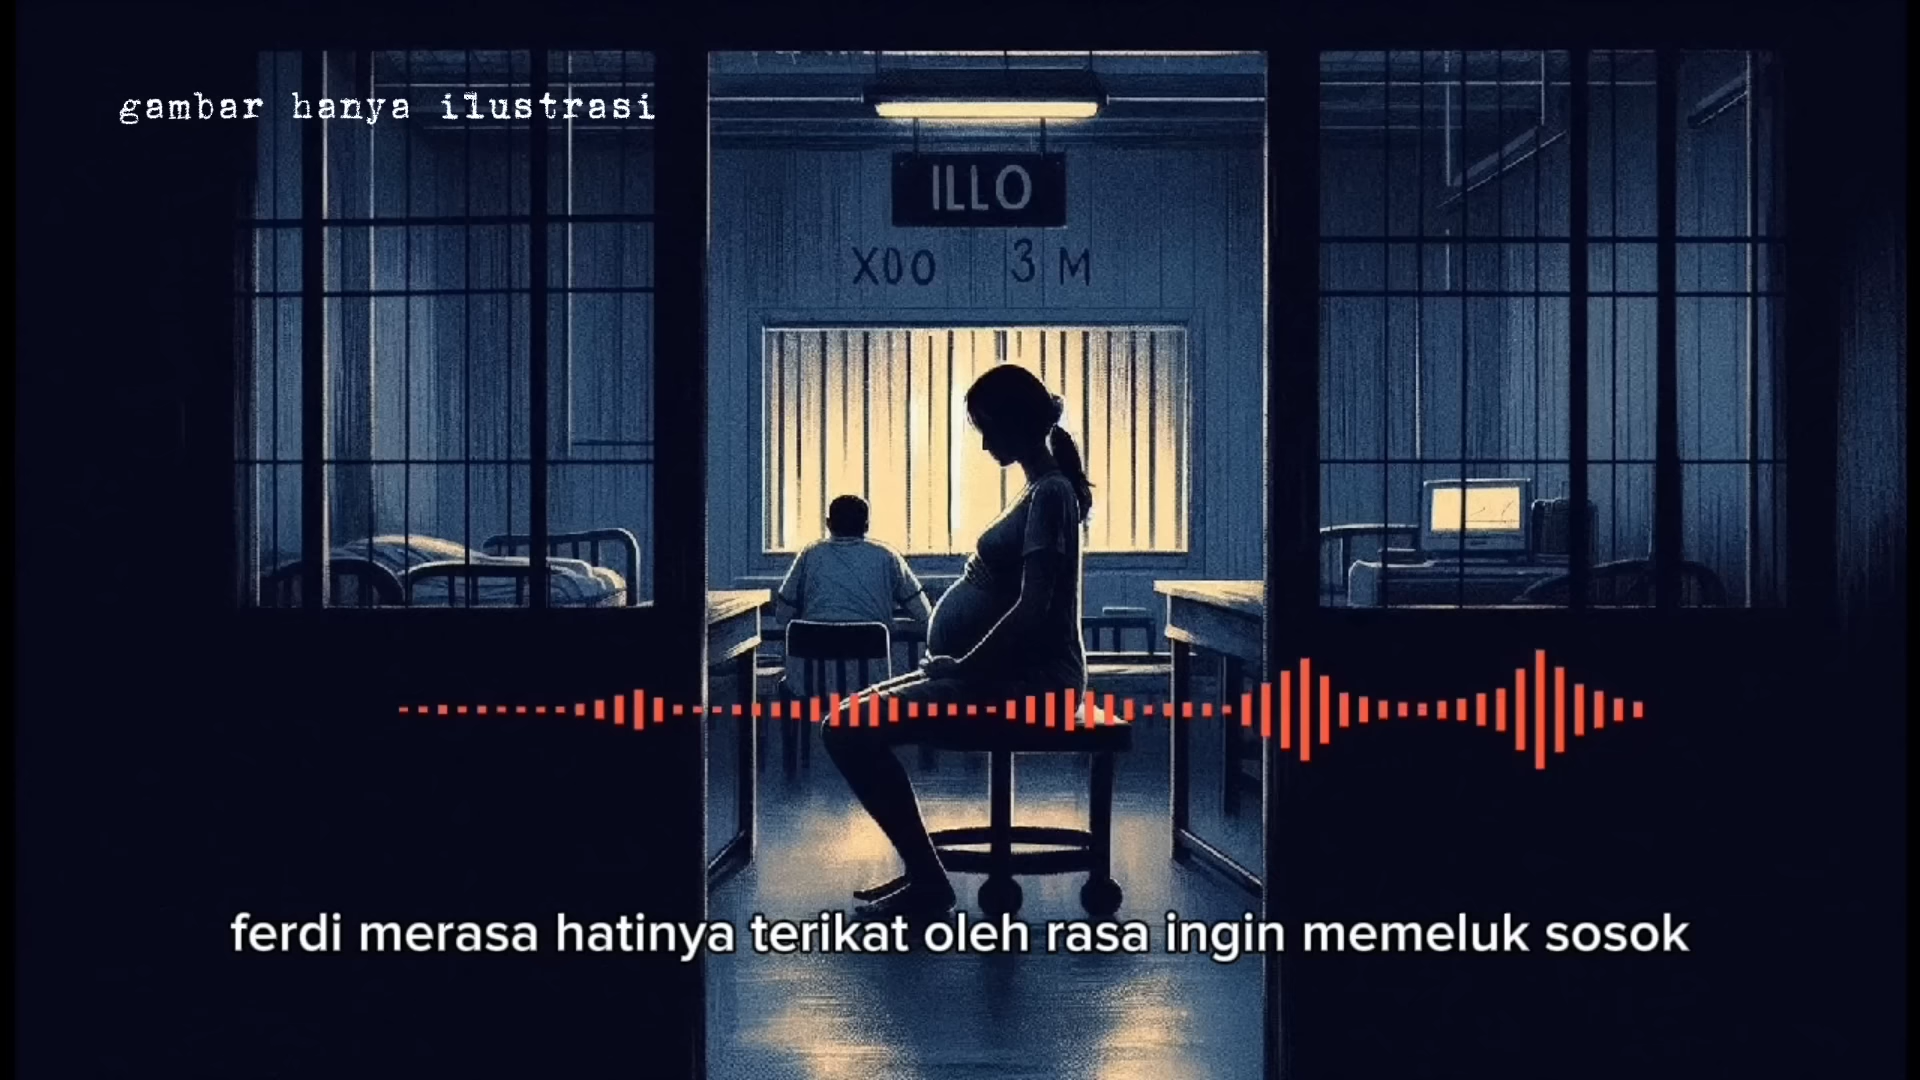 gambar hanya ilustrasi
ILLO
X00 3 M
ferdi merasa hatinya terikat oleh rasa ingin memeluk sosok